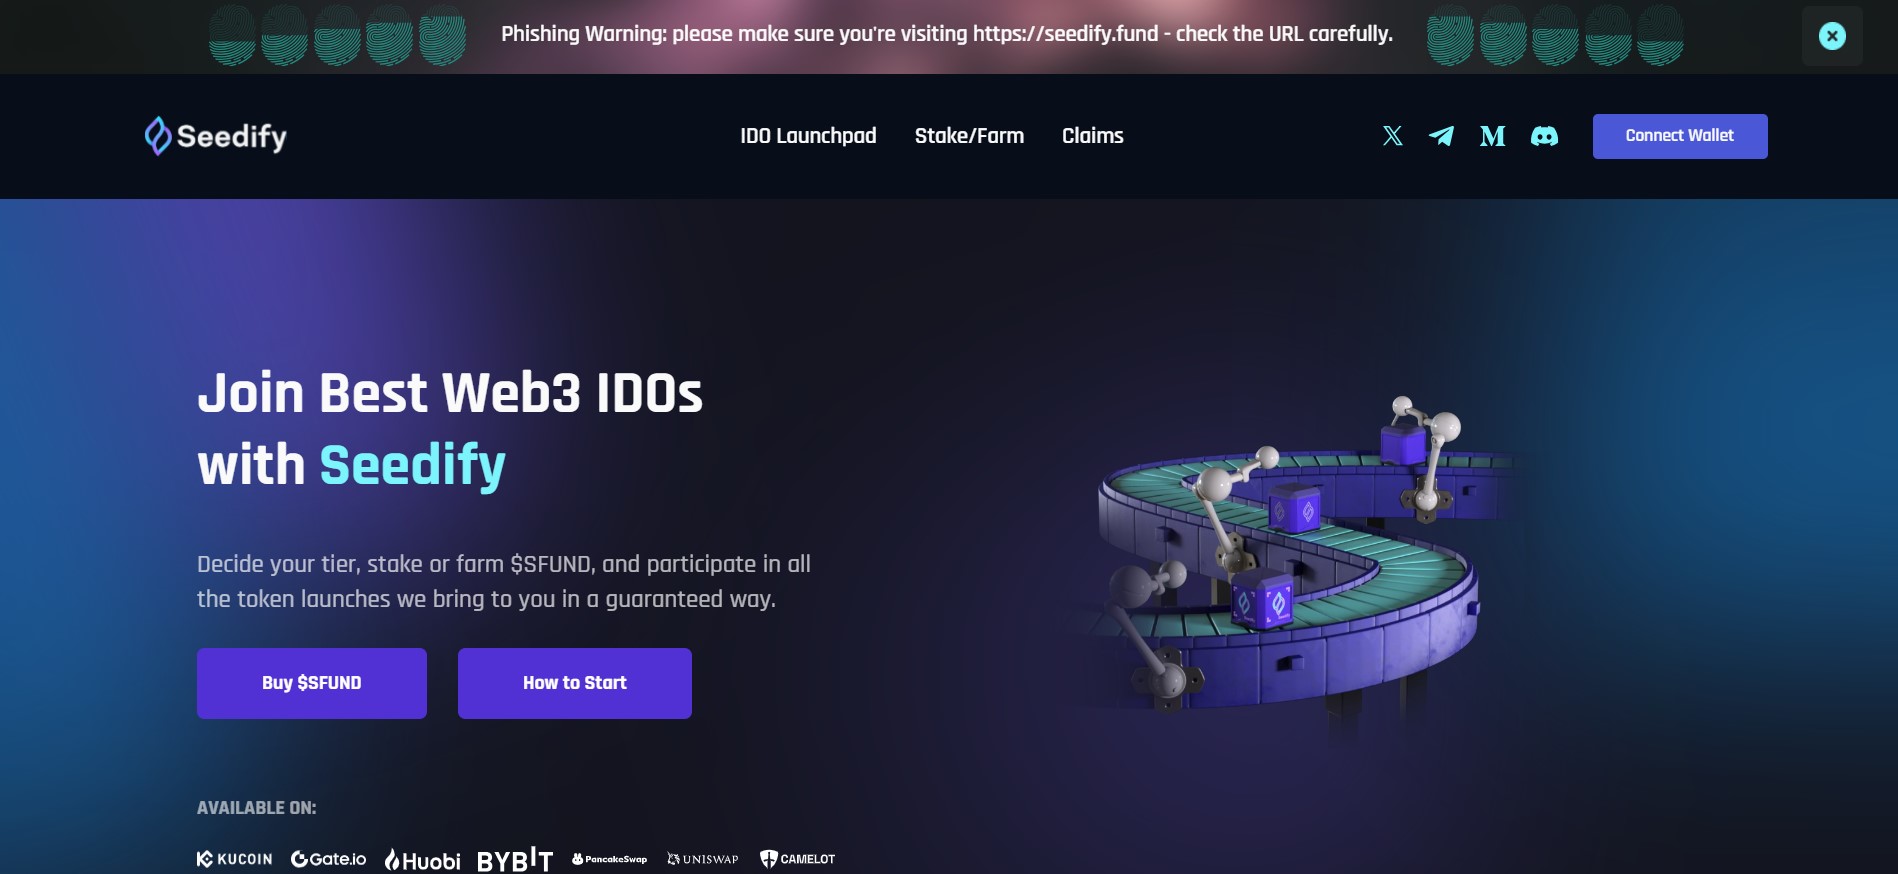 Phishing Warning: please make sure you're visiting https://seedify.fund - check the URL carefully.
Seedify
IDO Launchpad
Stake/Farm
Claims
Connect Wallet
Join Best Web3 IDOs
with Seedify
Decide your tier, stake or farm $SFUND, and participate in all
the token launches we bring to you in a guaranteed way.
Buy $SFUND
How to Start
AVAILABLE ON:
KUCOIN
Gate.io
Huobi
BYBIT
PancakeSwap
UNISWAP
CAMELOT